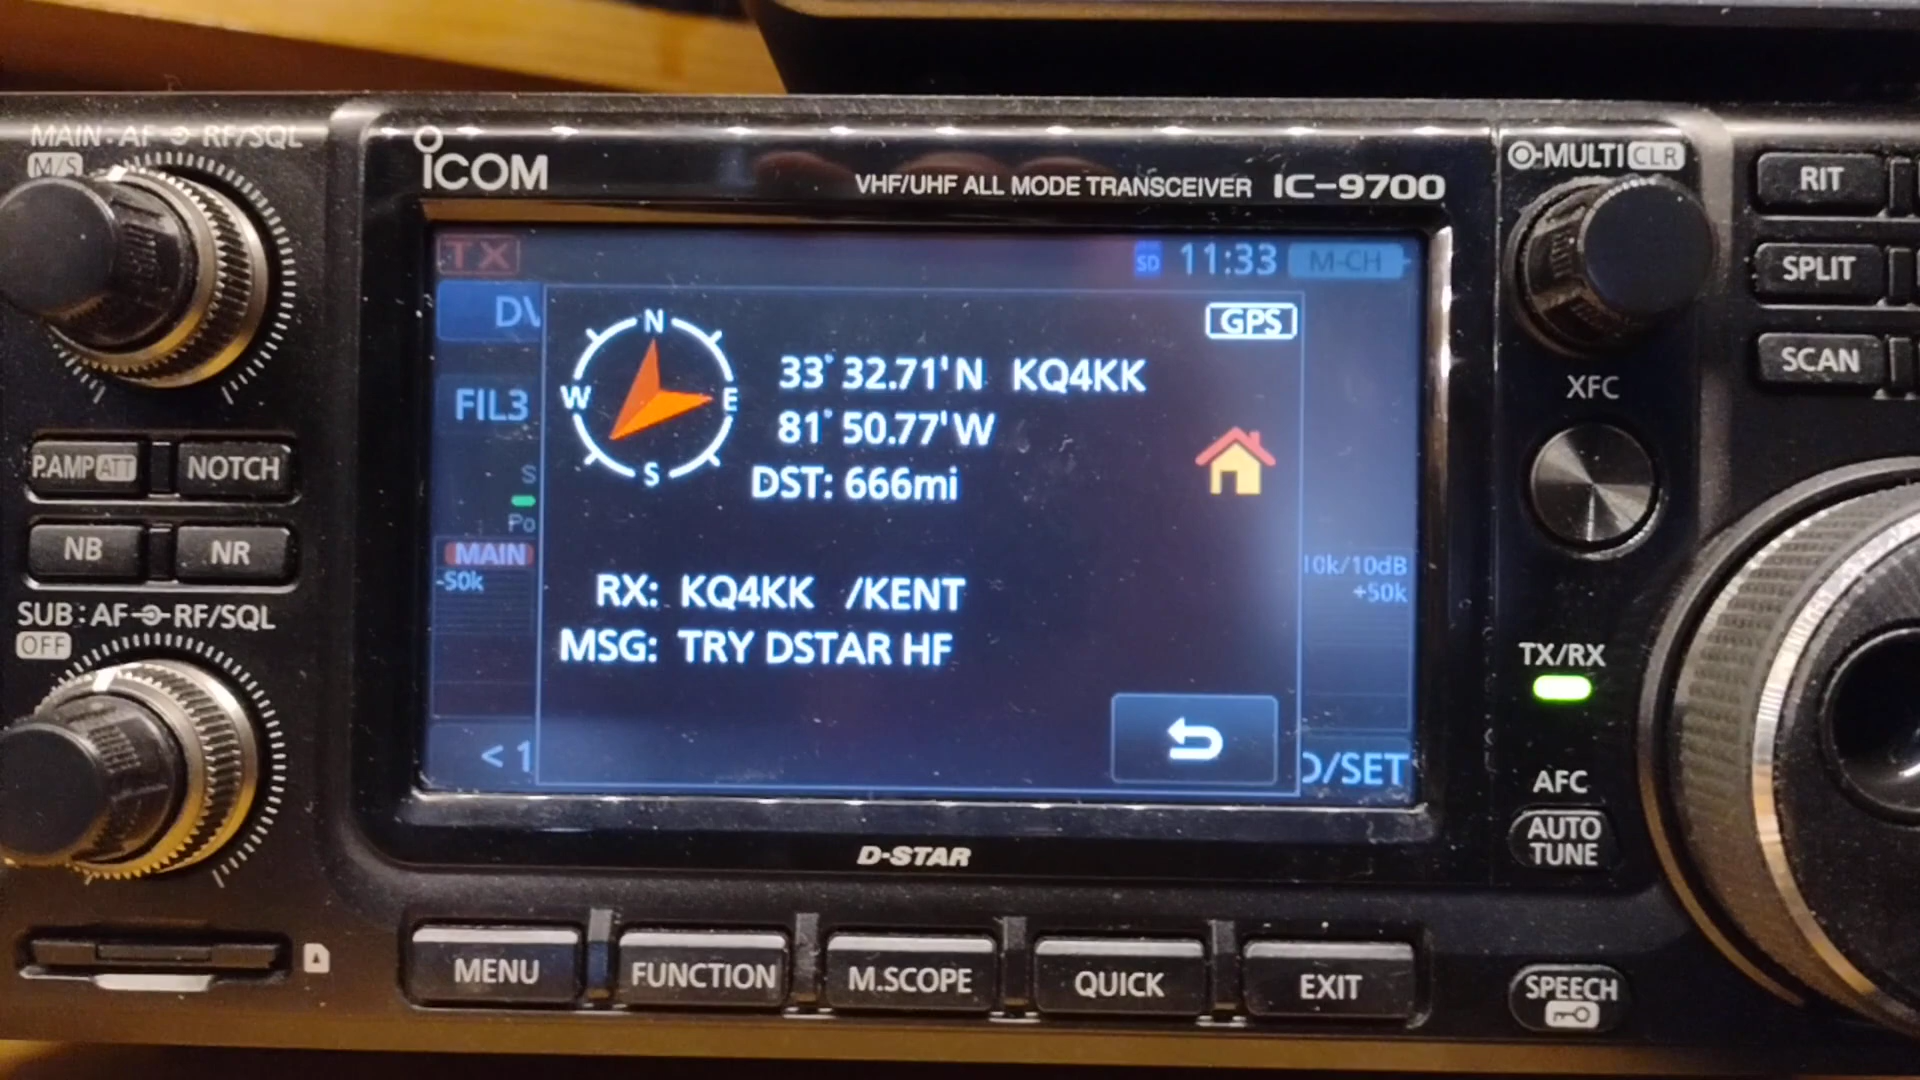 MAIN:AF RF/SQL
M/S
ICOM
VHF/UHF ALL MODE TRANSCEIVER IC-9700
MULTI CLR
RIT
SPLIT
SCAN
XFC
P.AMP ATT
NOTCH
NB
NR
SUB:AF RF/SQL
OFF
TX
SD
11:33
M-CH
GPS
N
W
E
S
33°32.71'N KQ4KK
81°50.77'W
DST: 666mi
FIL3
S
Po
MAIN
-50k
10k/10dB
+50k
RX: KQ4KK /KENT
MSG: TRY DSTAR HF
< 1
D/SET
TX/RX
AFC
AUTO
TUNE
D-STAR
MENU
FUNCTION
M.SCOPE
QUICK
EXIT
SPEECH